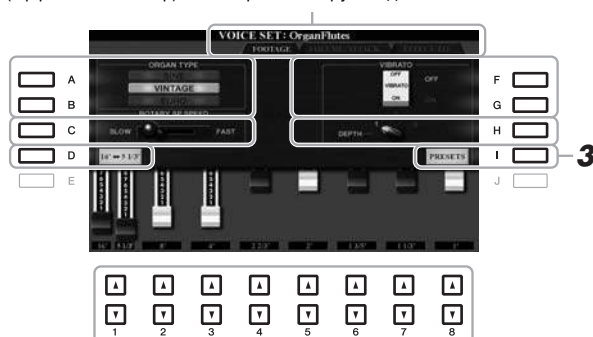 VOICE SET: OrganFlutes
FOOTAGE VOLUME/ATTACK EFFECT/EQ
ORGAN TYPE VIBRATO
A SINE OFF OFF F
VINTAGE VIBRATO
B EURO ON ON G
ROTARY SP SPEED
C SLOW FAST DEPTH H
D 16' 5 1/3' PRESETS I 3
E J
16' 5 1/3' 8' 4' 2 2/3' 2' 1 3/5' 1 1/3' 1'
1 2 3 4 5 6 7 8